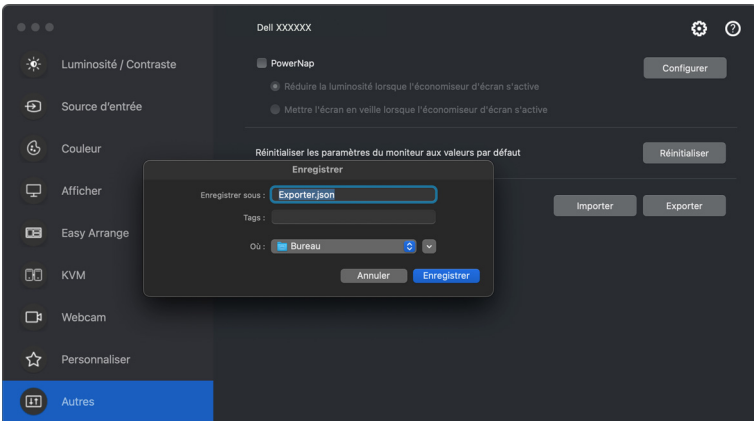 Dell XXXXXX
Luminosité / Contraste
Source d'entrée
Couleur
Afficher
Easy Arrange
KVM
Webcam
Personnaliser
Autres
PowerNap
Configurer
Réduire la luminosité lorsque l'économiseur d'écran s'active
Mettre l'écran en veille lorsque l'économiseur d'écran s'active
Réinitialiser les paramètres du moniteur aux valeurs par défaut
Réinitialiser
Importer
Exporter
Enregistrer
Enregistrer sous :
Exporter.json
Tags :
Où :
Bureau
Annuler
Enregistrer